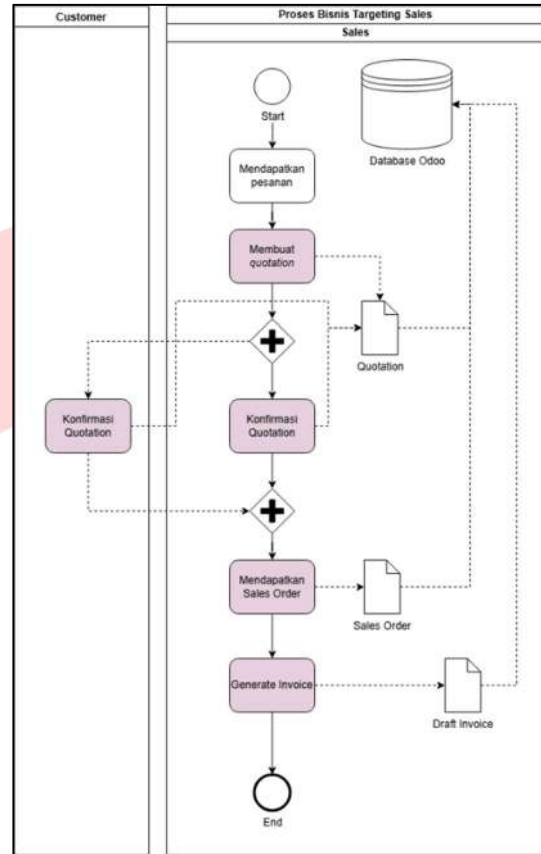 Customer
Proses Bisnis Targeting Sales
Sales
Start
Database Odoo
Mendapatkan
pesanan
Membuat
quotation
Quotation
Konfirmasi
Quotation
Konfirmasi
Quotation
Mendapatkan
Sales Order
Sales Order
Generate Invoice
Draft Invoice
End